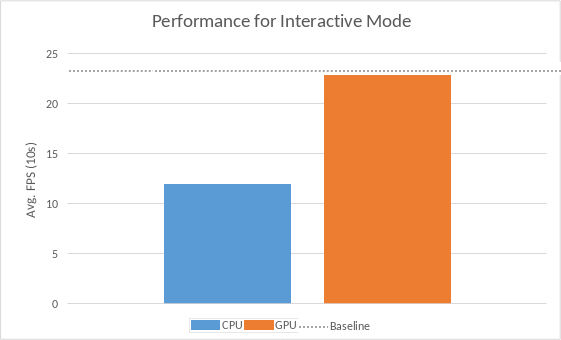 Performance for Interactive Mode
25
20
15
10
5
0
Avg. FPS (10s)
CPU GPU Baseline